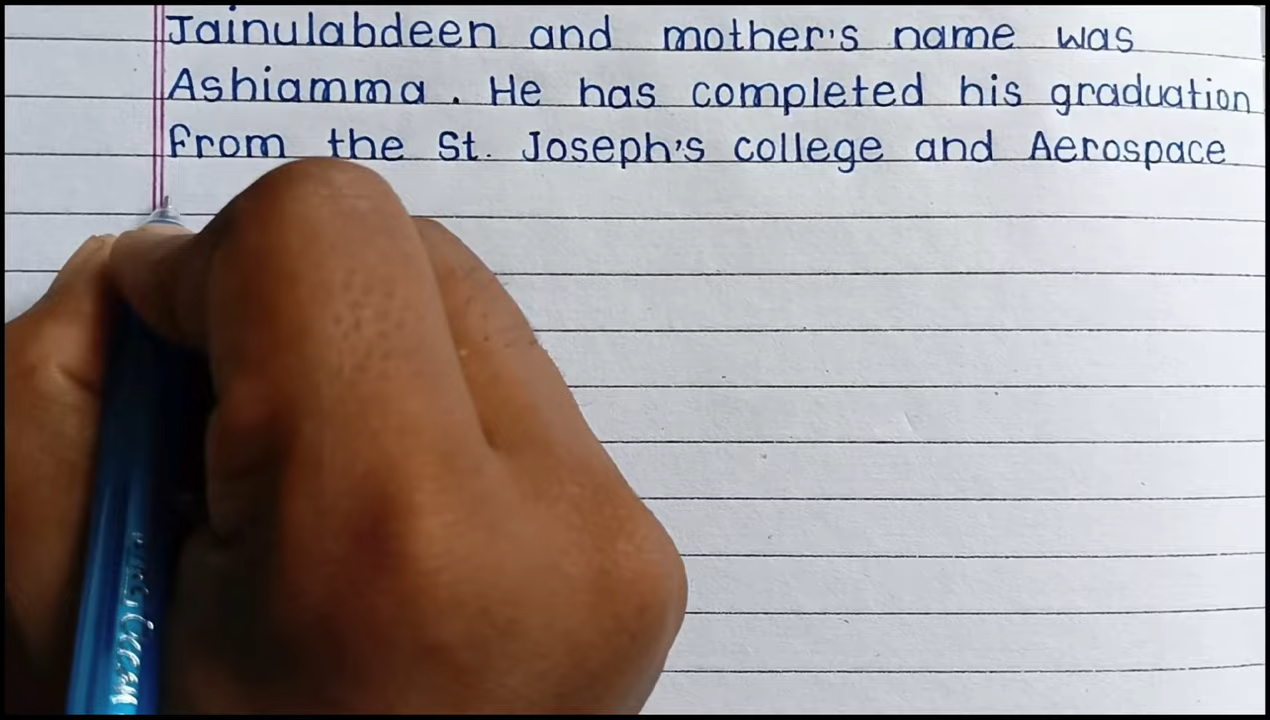 Jainulabdeen and mother's name was
Ashiamma. He has completed his graduation
from the St. Joseph's college and Aerospace